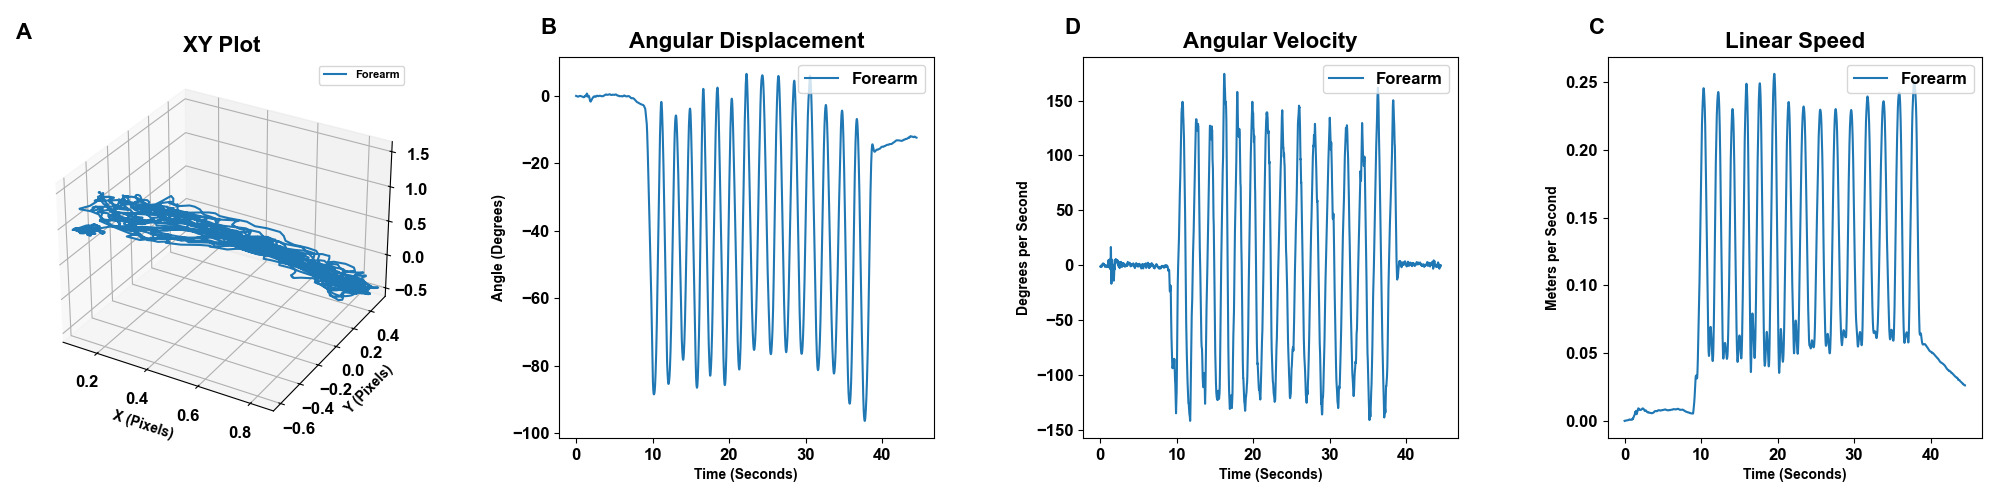 A
XY Plot
Forearm
1.5
1.0
0.5
0.0
−0.5
0.4
0.2
0.0
−0.2
−0.4
−0.6
Y (Pixels)
0.2
0.4
0.6
0.8
X (Pixels)
B
Angular Displacement
Forearm
0
−20
−40
−60
−80
−100
Angle (Degrees)
0 10 20 30 40
Time (Seconds)
D
Angular Velocity
Forearm
150
100
50
0
−50
−100
−150
Degrees per Second
0 10 20 30 40
Time (Seconds)
C
Linear Speed
Forearm
0.25
0.20
0.15
0.10
0.05
0.00
Meters per Second
0 10 20 30 40
Time (Seconds)